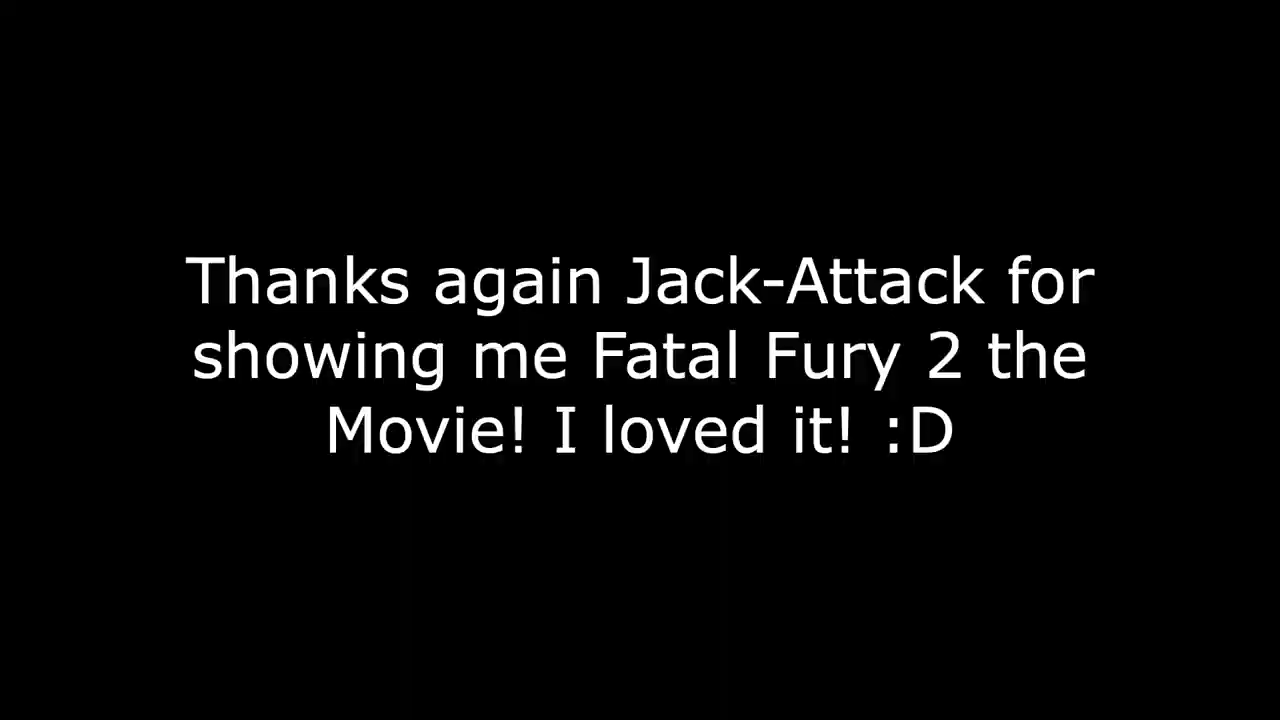 Thanks again Jack-Attack for
showing me Fatal Fury 2 the
Movie! I loved it! :D